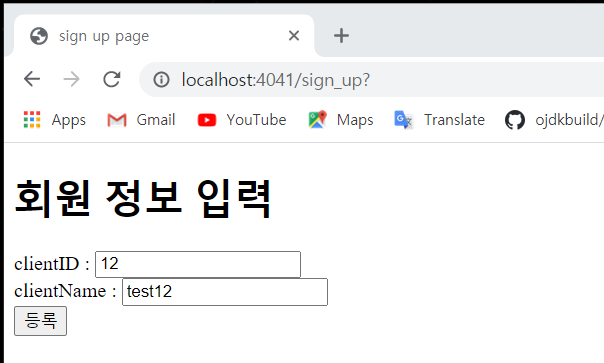 sign up page
localhost:4041/sign_up?
Apps Gmail YouTube Maps Translate ojdkbuild/
회원 정보 입력
clientID : 12
clientName : test12
등록